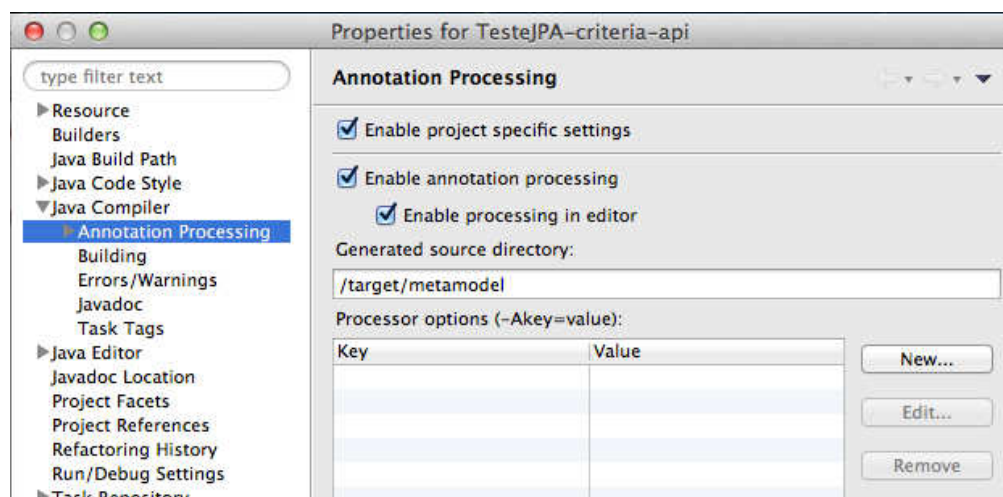 Properties for TesteJPA-criteria-api
type filter text
Resource
Builders
Java Build Path
Java Code Style
Java Compiler
Annotation Processing
Building
Errors/Warnings
Javadoc
Task Tags
Java Editor
Javadoc Location
Project Facets
Project References
Refactoring History
Run/Debug Settings
Task Repository
Annotation Processing
Enable project specific settings
Enable annotation processing
Enable processing in editor
Generated source directory:
/target/metamodel
Processor options (-Akey=value):
Key Value
New...
Edit...
Remove